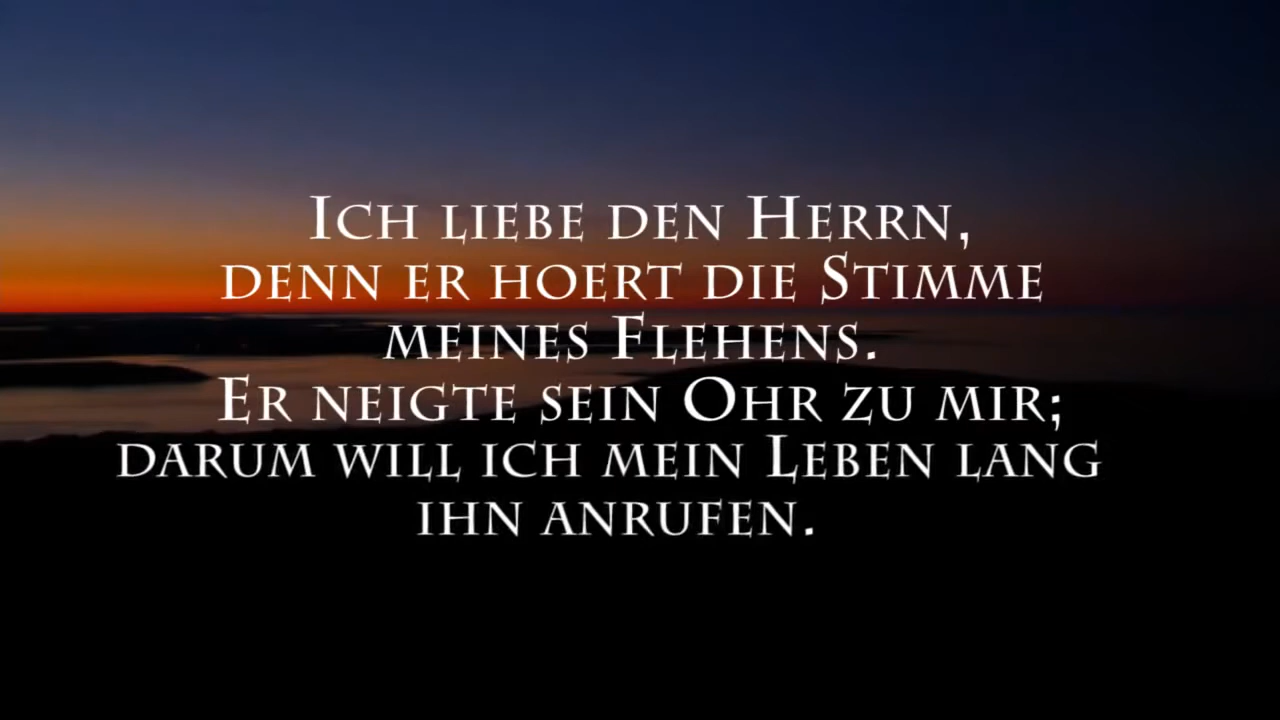 Ich liebe den Herrn,
denn er hoert die Stimme
meines Flehens.
Er neigte sein Ohr zu mir;
darum will ich mein Leben lang
ihn anrufen.